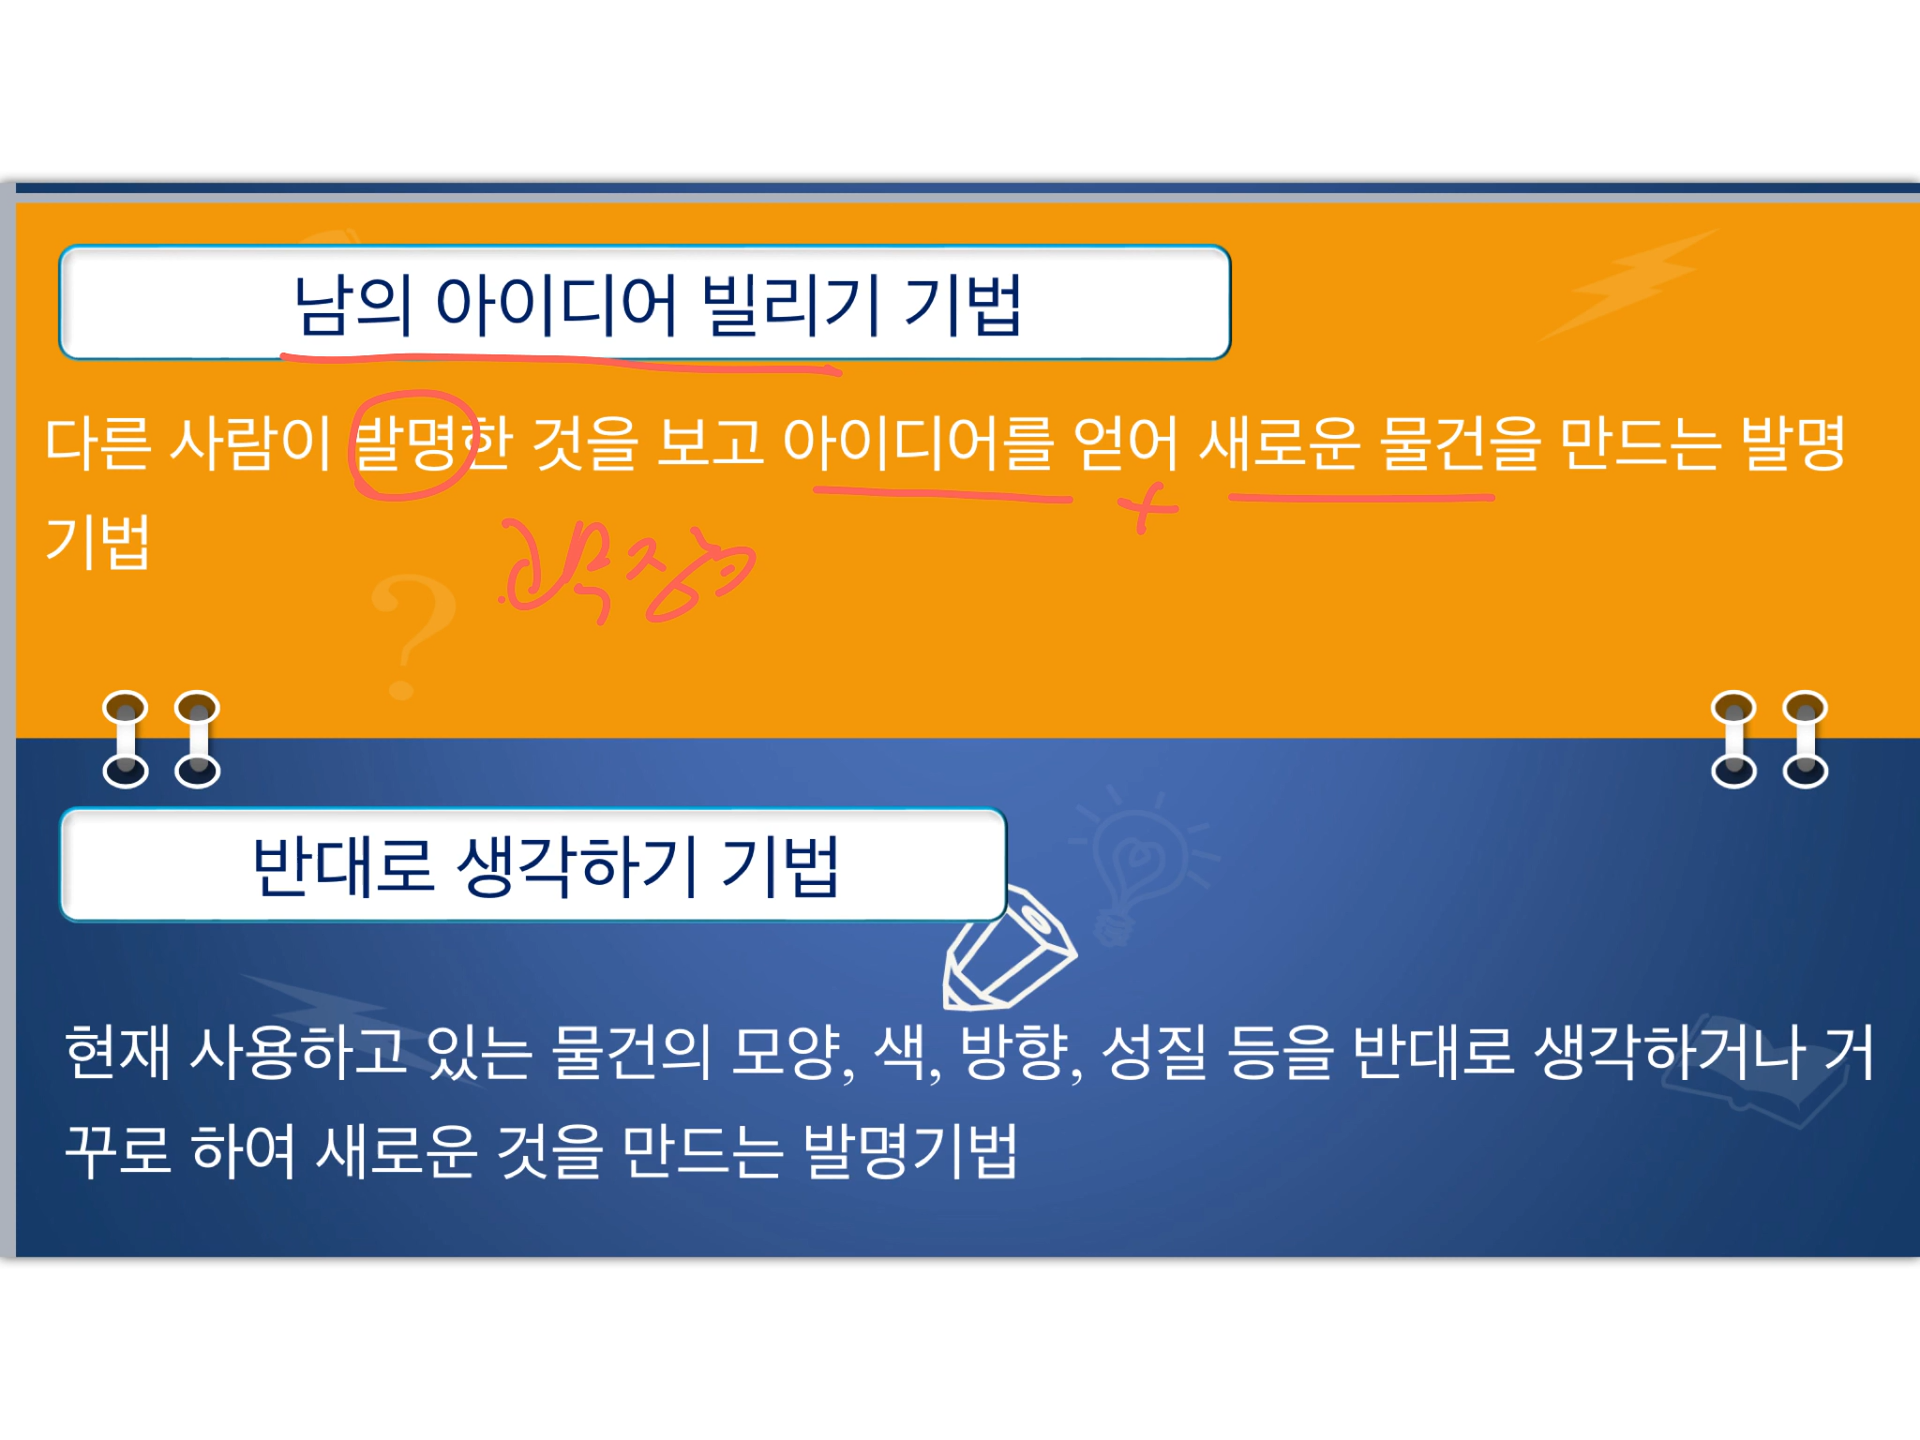 남의 아이디어 빌리기 기법
다른 사람이 발명한 것을 보고 아이디어를 얻어 새로운 물건을 만드는 발명
기법
+
?
반대로 생각하기 기법
현재 사용하고 있는 물건의 모양, 색, 방향, 성질 등을 반대로 생각하거나 거
꾸로 하여 새로운 것을 만드는 발명기법